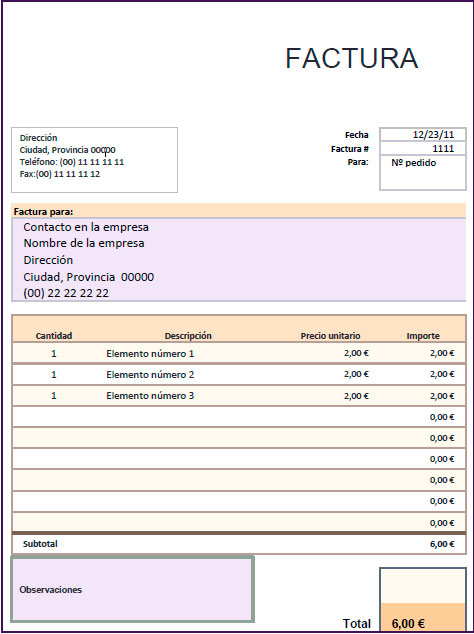 FACTURA
Dirección
Ciudad, Provincia 00000
Teléfono: (00) 11 11 11 11
Fax:(00) 11 11 11 12
Fecha 12/23/11
Factura # 1111
Para: Nº pedido
Factura para:
Contacto en la empresa
Nombre de la empresa
Dirección
Ciudad, Provincia 00000
(00) 22 22 22 22
Cantidad Descripción Precio unitario Importe
1 Elemento número 1 2,00 € 2,00 €
1 Elemento número 2 2,00 € 2,00 €
1 Elemento número 3 2,00 € 2,00 €
0,00 €
0,00 €
0,00 €
0,00 €
0,00 €
0,00 €
Subtotal 6,00 €
Observaciones
Total 6,00 €